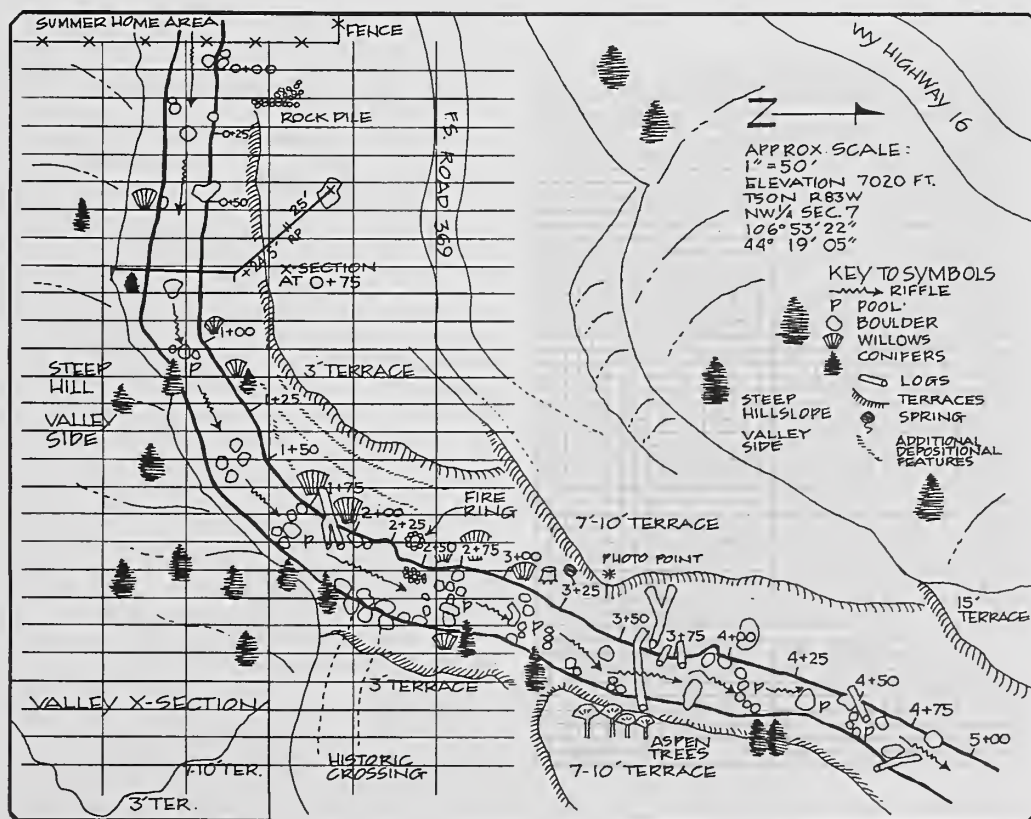 SUMMER HOME AREA
*FENCE
0+00
ROCK PILE
0+25
0+50
25'
RP
24.5'
X-SECTION
AT 0+75
F.S. ROAD 369
WY HIGHWAY 16
N
APPROX. SCALE:
1"=50'
ELEVATION 7020 FT.
T50N R83W
NW¼ SEC. 7
106° 53' 22"
44° 19' 05"
KEY TO SYMBOLS
RIFFLE
P POOL
BOULDER
WILLOWS
CONIFERS
LOGS
TERRACES
SPRING
ADDITIONAL
DEPOSITIONAL
FEATURES
1+00
P
STEEP
HILL
VALLEY
SIDE
3' TERRACE
1+25
1+50
STEEP
HILLSLOPE
VALLEY
SIDE
1+75
FIRE
RING
2+00
2+25
P
2+50
2+75
7'-10' TERRACE
3+00
PHOTO POINT
3+25
P
P
15'
TERRACE
3+50
3+75
4+00
4+25
P
4+50
P
4+75
5+00
3' TERRACE
VALLEY X-SECTION
HISTORIC
CROSSING
ASPEN
TREES
7-10' TERRACE
7-10' TER.
3' TER.